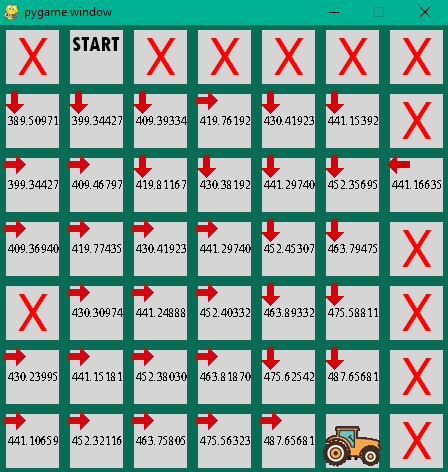 pygame window
X START X X X X X
389.50971 399.34427 409.39334 419.76192 430.41923 441.15392 X
399.34427 409.46797 419.81167 430.38192 441.29740 452.35695 441.16635
409.36940 419.77435 430.41923 441.29740 452.45307 463.79475 X
X 430.30974 441.24888 452.40332 463.89332 475.58811 X
430.23995 441.15181 452.38030 463.81870 475.62542 487.65681 X
441.10659 452.32116 463.75805 475.56323 487.65681 X